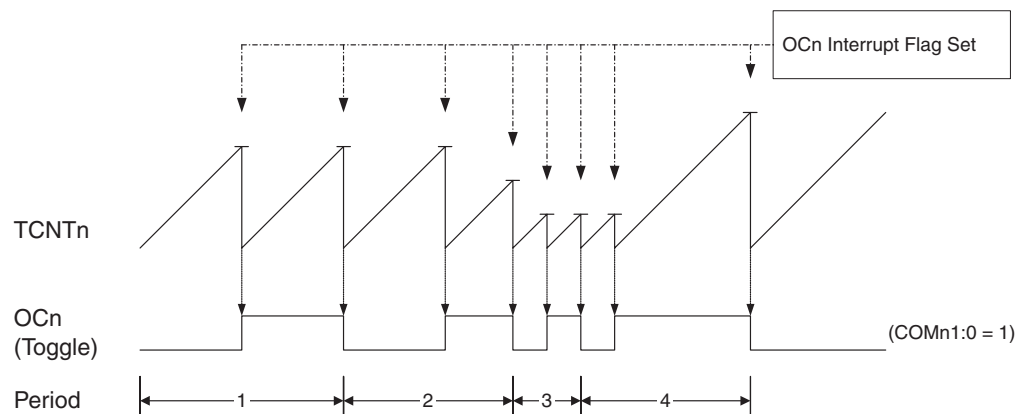 OCn Interrupt Flag Set
TCNTn
OCn
(Toggle)
(COMn1:0 = 1)
Period
1
2
3
4